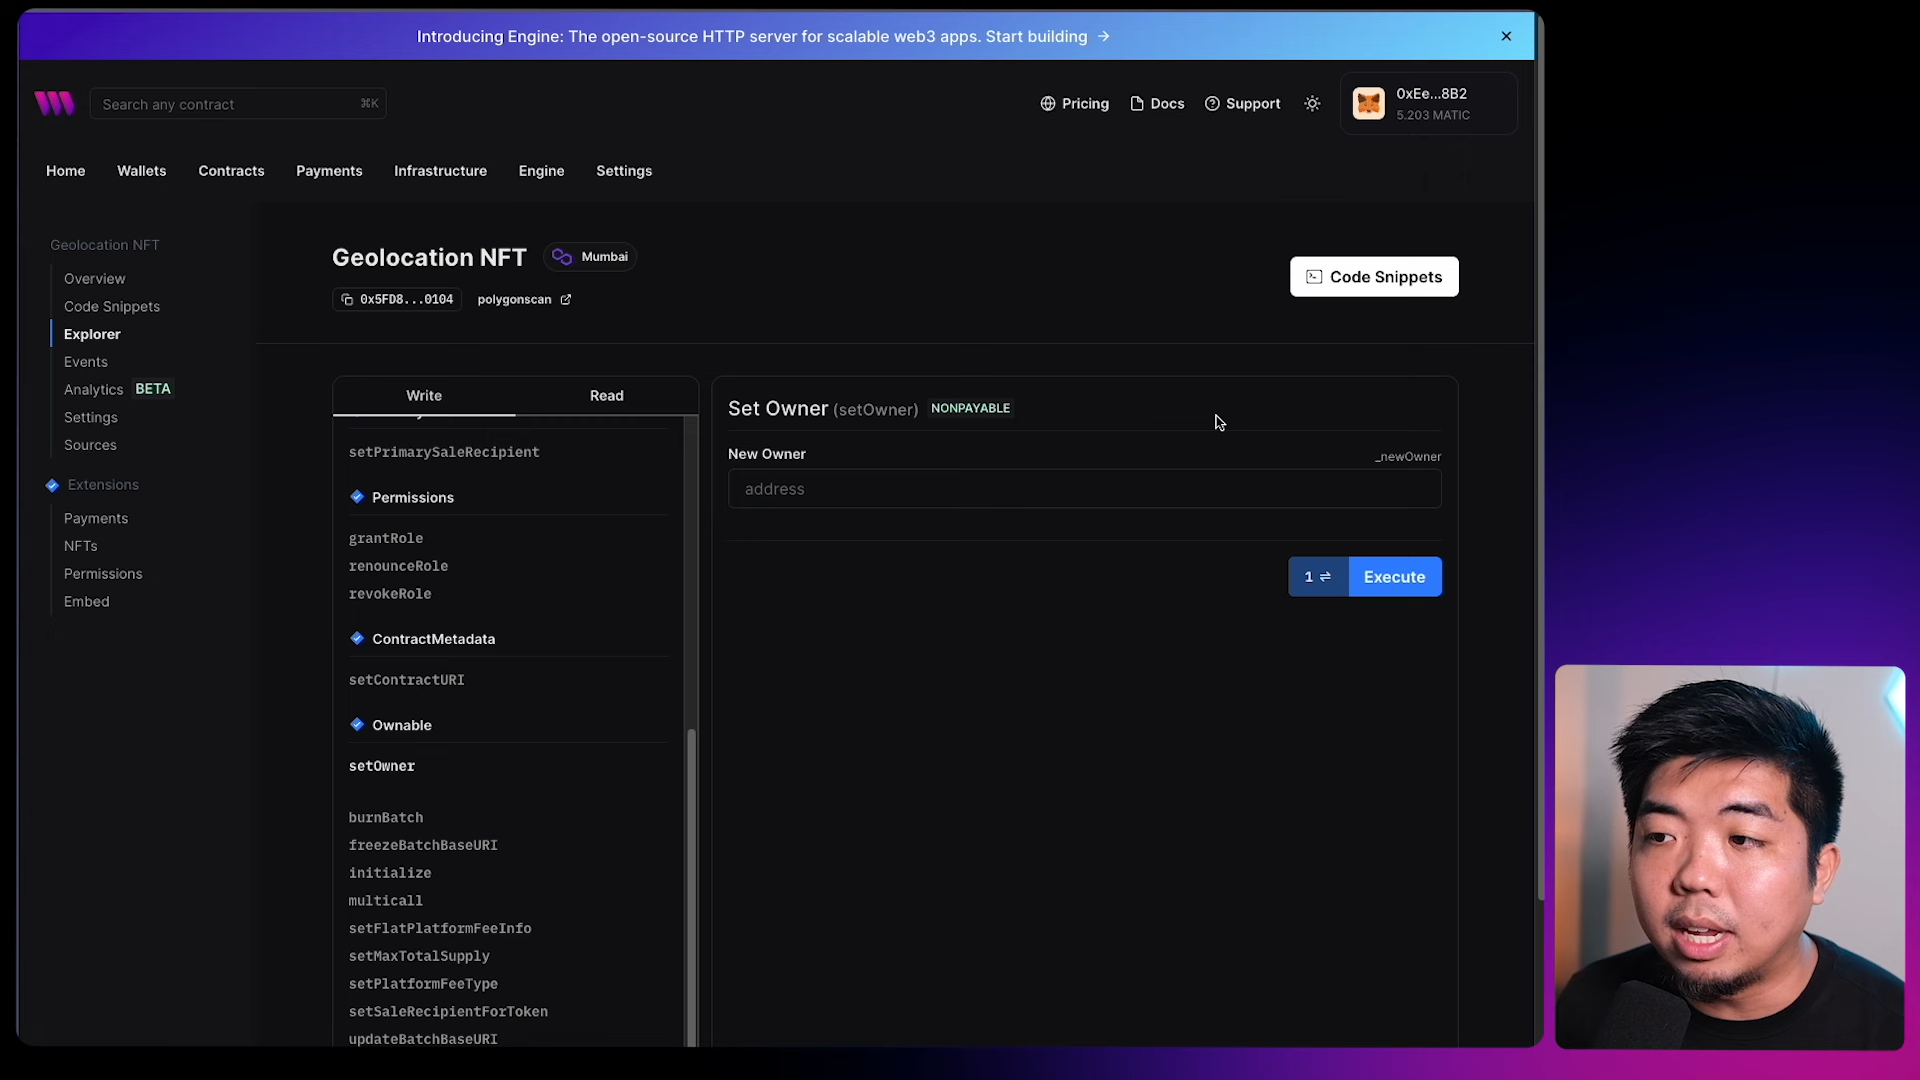 Introducing Engine: The open-source HTTP server for scalable web3 apps. Start building →
Search any contract ⌘K
Pricing
Docs
Support
0xEe...8B2
5.203 MATIC
Home
Wallets
Contracts
Payments
Infrastructure
Engine
Settings
Geolocation NFT
Overview
Code Snippets
Explorer
Events
Analytics BETA
Settings
Sources
Extensions
Payments
NFTs
Permissions
Embed
Geolocation NFT
Mumbai
0x5FD8...0104
polygonscan
Code Snippets
Write
Read
setPrimarySaleRecipient
Permissions
grantRole
renounceRole
revokeRole
ContractMetadata
setContractURI
Ownable
setOwner
burnBatch
freezeBatchBaseURI
initialize
multicall
setFlatPlatformFeeInfo
setMaxTotalSupply
setPlatformFeeType
setSaleRecipientForToken
updateBatchBaseURI
Set Owner (setOwner) NONPAYABLE
New Owner
_newOwner
address
1 ⇌
Execute